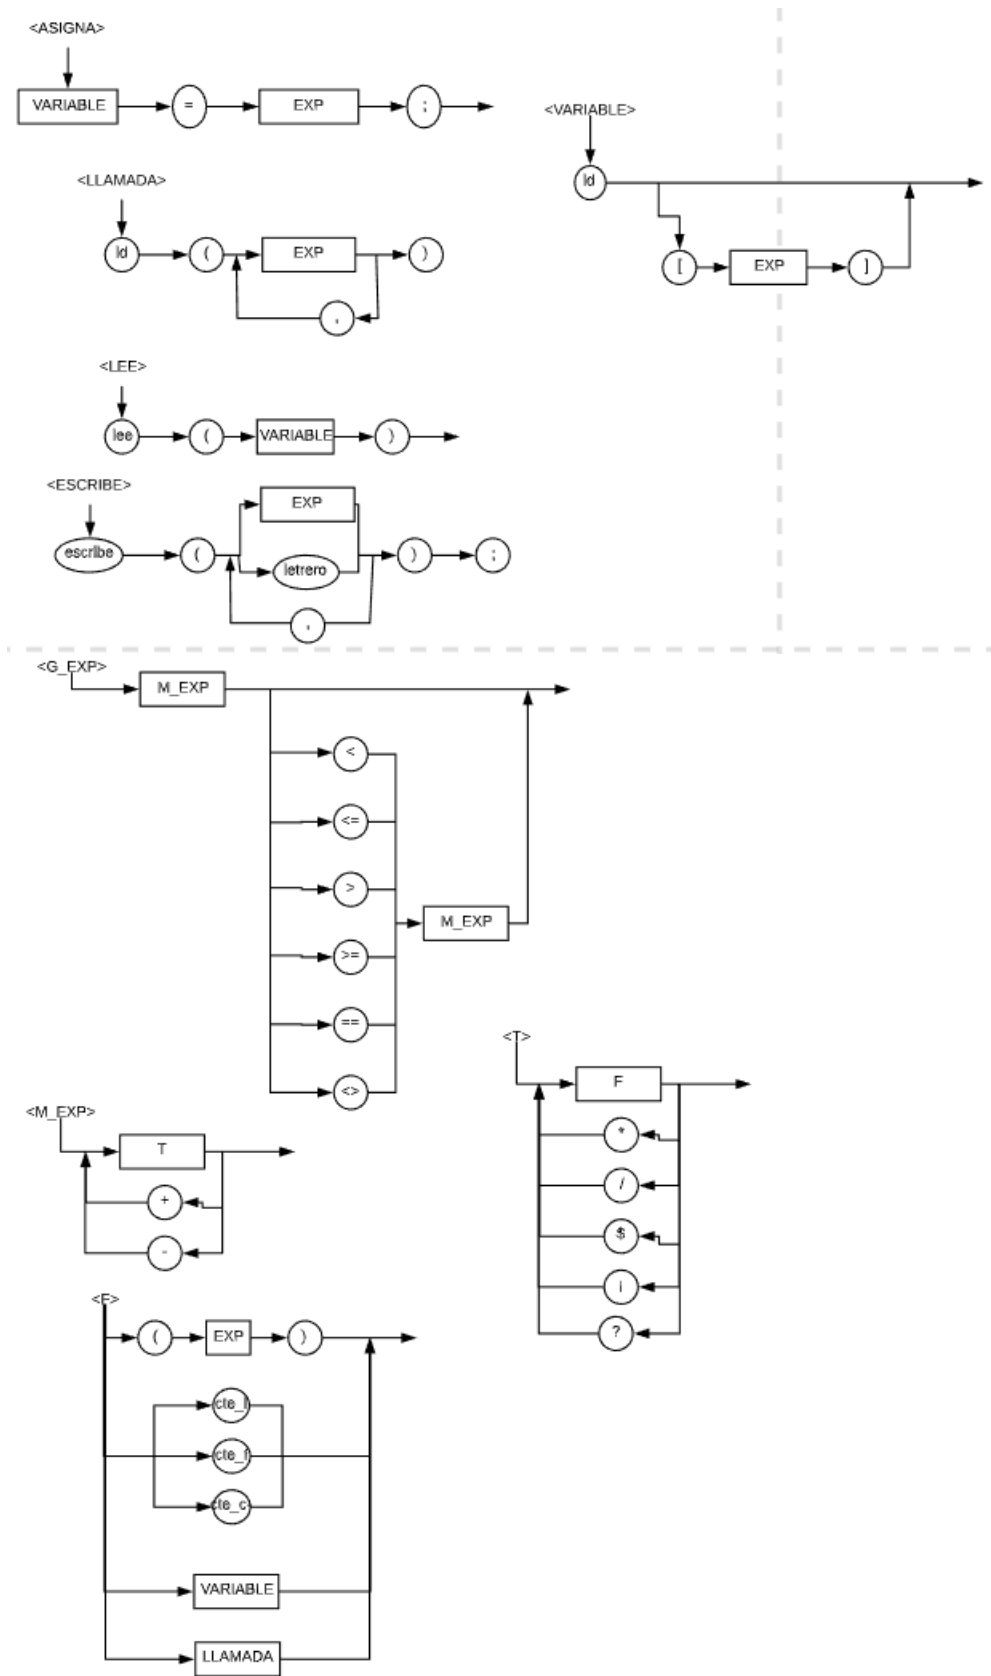 <ASIGNA>
VARIABLE = EXP ;
<VARIABLE>
Id
[ EXP ]
<LLAMADA>
Id ( EXP )
,
<LEE>
lee ( VARIABLE )
<ESCRIBE>
EXP
escribe ( ) ;
letrero
,
<G_EXP>
M_EXP
<
<=
>
M_EXP
>=
==
<>
<T>
F
*
/
$
i
?
<M_EXP>
T
+
-
<F>
( EXP )
cte_I
cte_f
cte_c
VARIABLE
LLAMADA